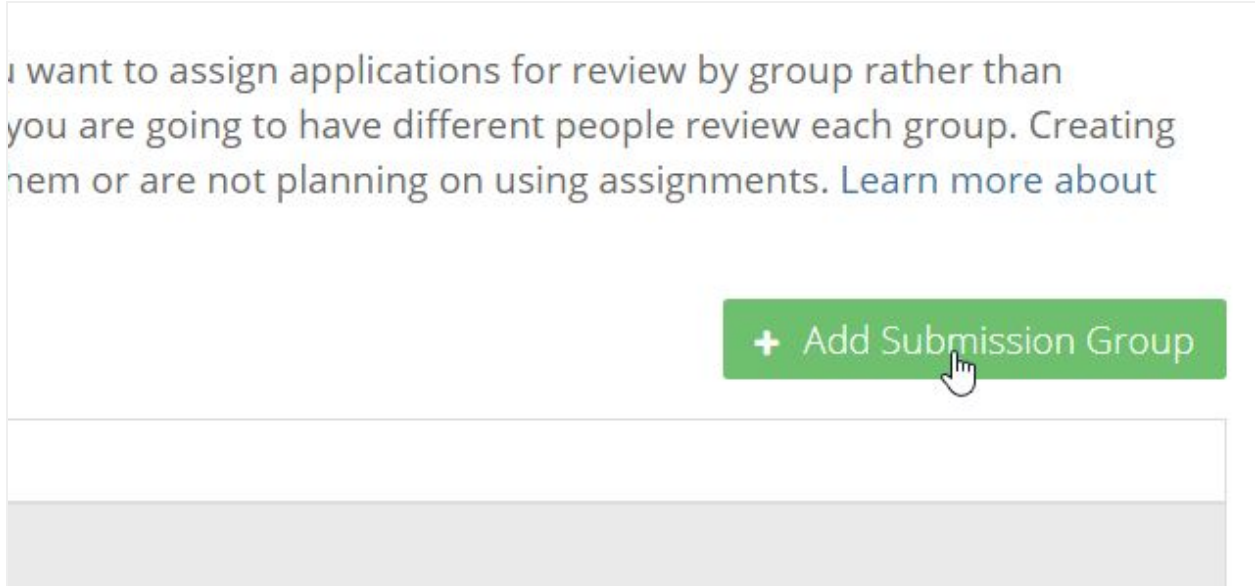 want to assign applications for review by group rather than
you are going to have different people review each group. Creating
or are not planning on using assignments. Learn more about
+ Add Submission Group